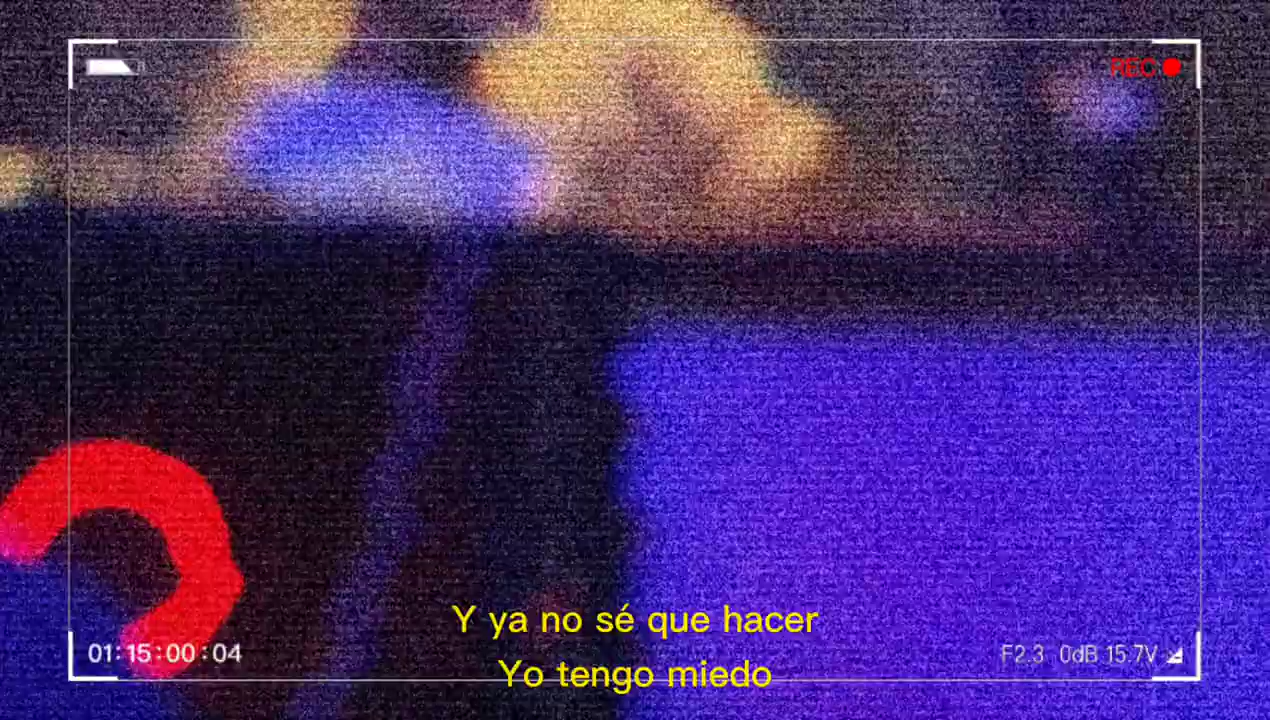 REC
Y ya no sé que hacer
01:15:00:04
F2.3 0dB 15.7V
Yo tengo miedo